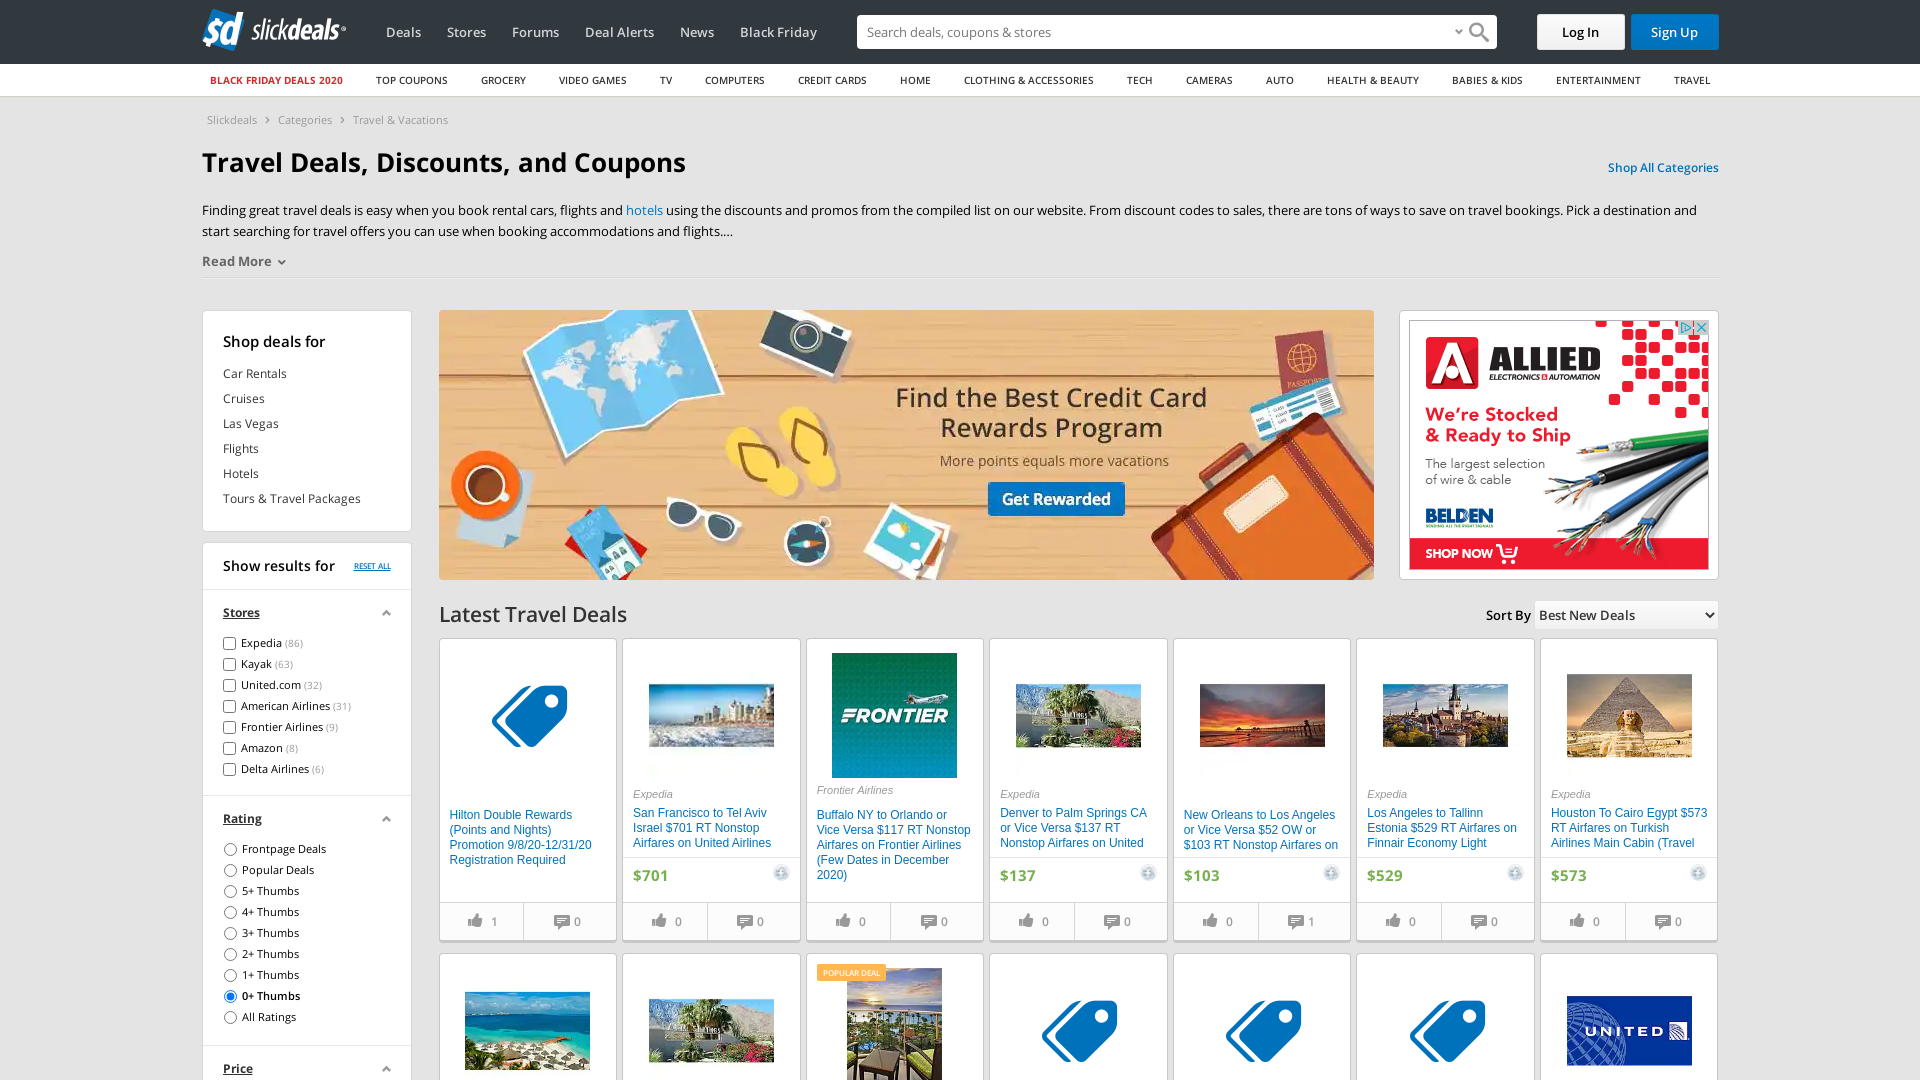 slickdeals
Deals
Stores
Forums
Deal Alerts
News
Black Friday
Search deals, coupons & stores
Log In
Sign Up
BLACK FRIDAY DEALS 2020
TOP COUPONS
GROCERY
VIDEO GAMES
TV
COMPUTERS
CREDIT CARDS
HOME
CLOTHING & ACCESSORIES
TECH
CAMERAS
AUTO
HEALTH & BEAUTY
BABIES & KIDS
ENTERTAINMENT
TRAVEL
Slickdeals > Categories > Travel & Vacations
Travel Deals, Discounts, and Coupons
Shop All Categories
Finding great travel deals is easy when you book rental cars, flights and hotels using the discounts and promos from the compiled list on our website. From discount codes to sales, there are tons of ways to save on travel bookings. Pick a destination and
start searching for travel offers you can use when booking accommodations and flights....
Read More
Shop deals for
Car Rentals
Cruises
Las Vegas
Flights
Hotels
Tours & Travel Packages
Show results for
RESET ALL
Stores
Expedia (86)
Kayak (63)
United.com (32)
American Airlines (31)
Frontier Airlines (9)
Amazon (8)
Delta Airlines (6)
Rating
Frontpage Deals
Popular Deals
5+ Thumbs
4+ Thumbs
3+ Thumbs
2+ Thumbs
1+ Thumbs
0+ Thumbs
All Ratings
Price
PASSPORT
Find the Best Credit Card
Rewards Program
More points equals more vacations
Get Rewarded
ALLIED
ELECTRONICS & AUTOMATION
We're Stocked
& Ready to Ship
The largest selection
of wire & cable
BELDEN
SENDING ALL THE RIGHT SIGNALS
SHOP NOW
Latest Travel Deals
Sort By
Best New Deals
Hilton Double Rewards
(Points and Nights)
Promotion 9/8/20-12/31/20
Registration Required
1
0
Expedia
San Francisco to Tel Aviv
Israel $701 RT Nonstop
Airfares on United Airlines
$701
0
0
FRONTIER
Frontier Airlines
Buffalo NY to Orlando or
Vice Versa $117 RT Nonstop
Airfares on Frontier Airlines
(Few Dates in December
2020)
0
0
Expedia
Denver to Palm Springs CA
or Vice Versa $137 RT
Nonstop Airfares on United
$137
0
0
New Orleans to Los Angeles
or Vice Versa $52 OW or
$103 RT Nonstop Airfares on
$103
0
1
Expedia
Los Angeles to Tallinn
Estonia $529 RT Airfares on
Finnair Economy Light
$529
0
0
Expedia
Houston To Cairo Egypt $573
RT Airfares on Turkish
Airlines Main Cabin (Travel
$573
0
0
POPULAR DEAL
UNITED